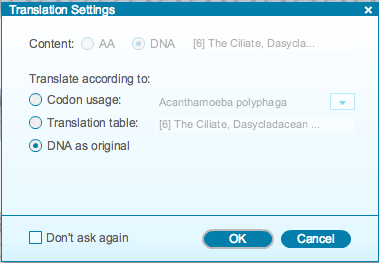 Translation Settings
Content: AA DNA [6] The Ciliate, Dasycla...
Translate according to:
Codon usage: Acanthamoeba polyphaga
Translation table: [6] The Ciliate, Dasycladacean ...
DNA as original
Don't ask again OK Cancel